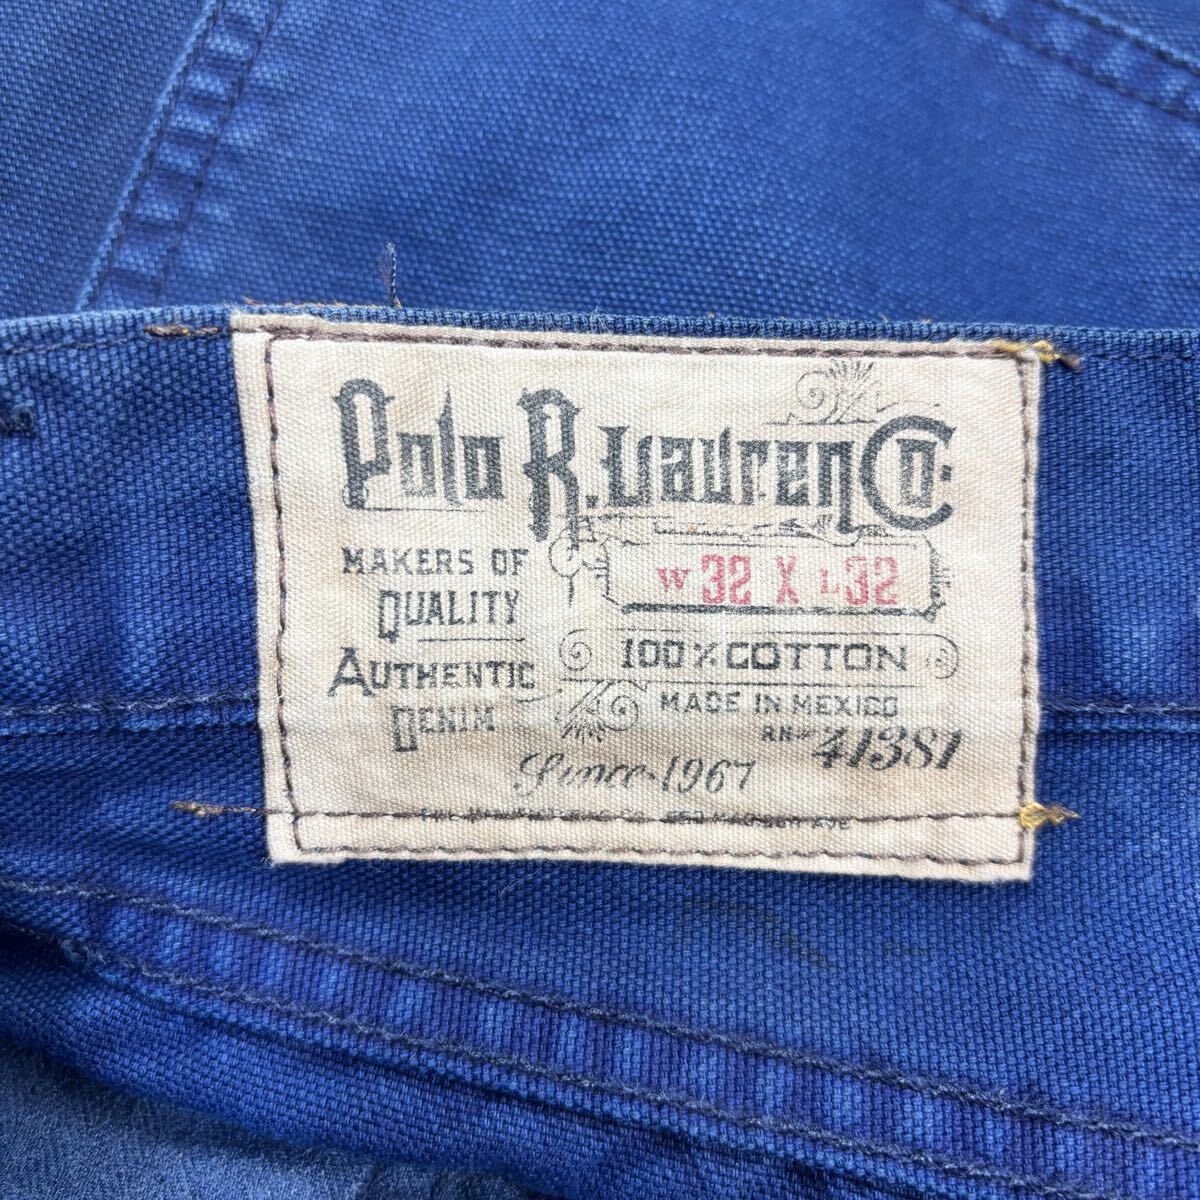 Polo R. Lauren Co.
MAKERS OF
QUALITY
AUTHENTIC
DENIM
W 32 X L 32
100% COTTON
MADE IN MEXICO
RN# 41381
Since 1967